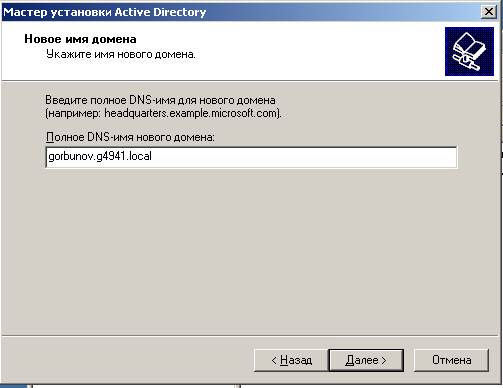 Мастер установки Active Directory
Новое имя домена
Укажите имя нового домена.
Введите полное DNS-имя для нового домена
(например: headquarters.example.microsoft.com).
Полное DNS-имя нового домена:
gorbunov.g4941.local
< Назад Далее > Отмена